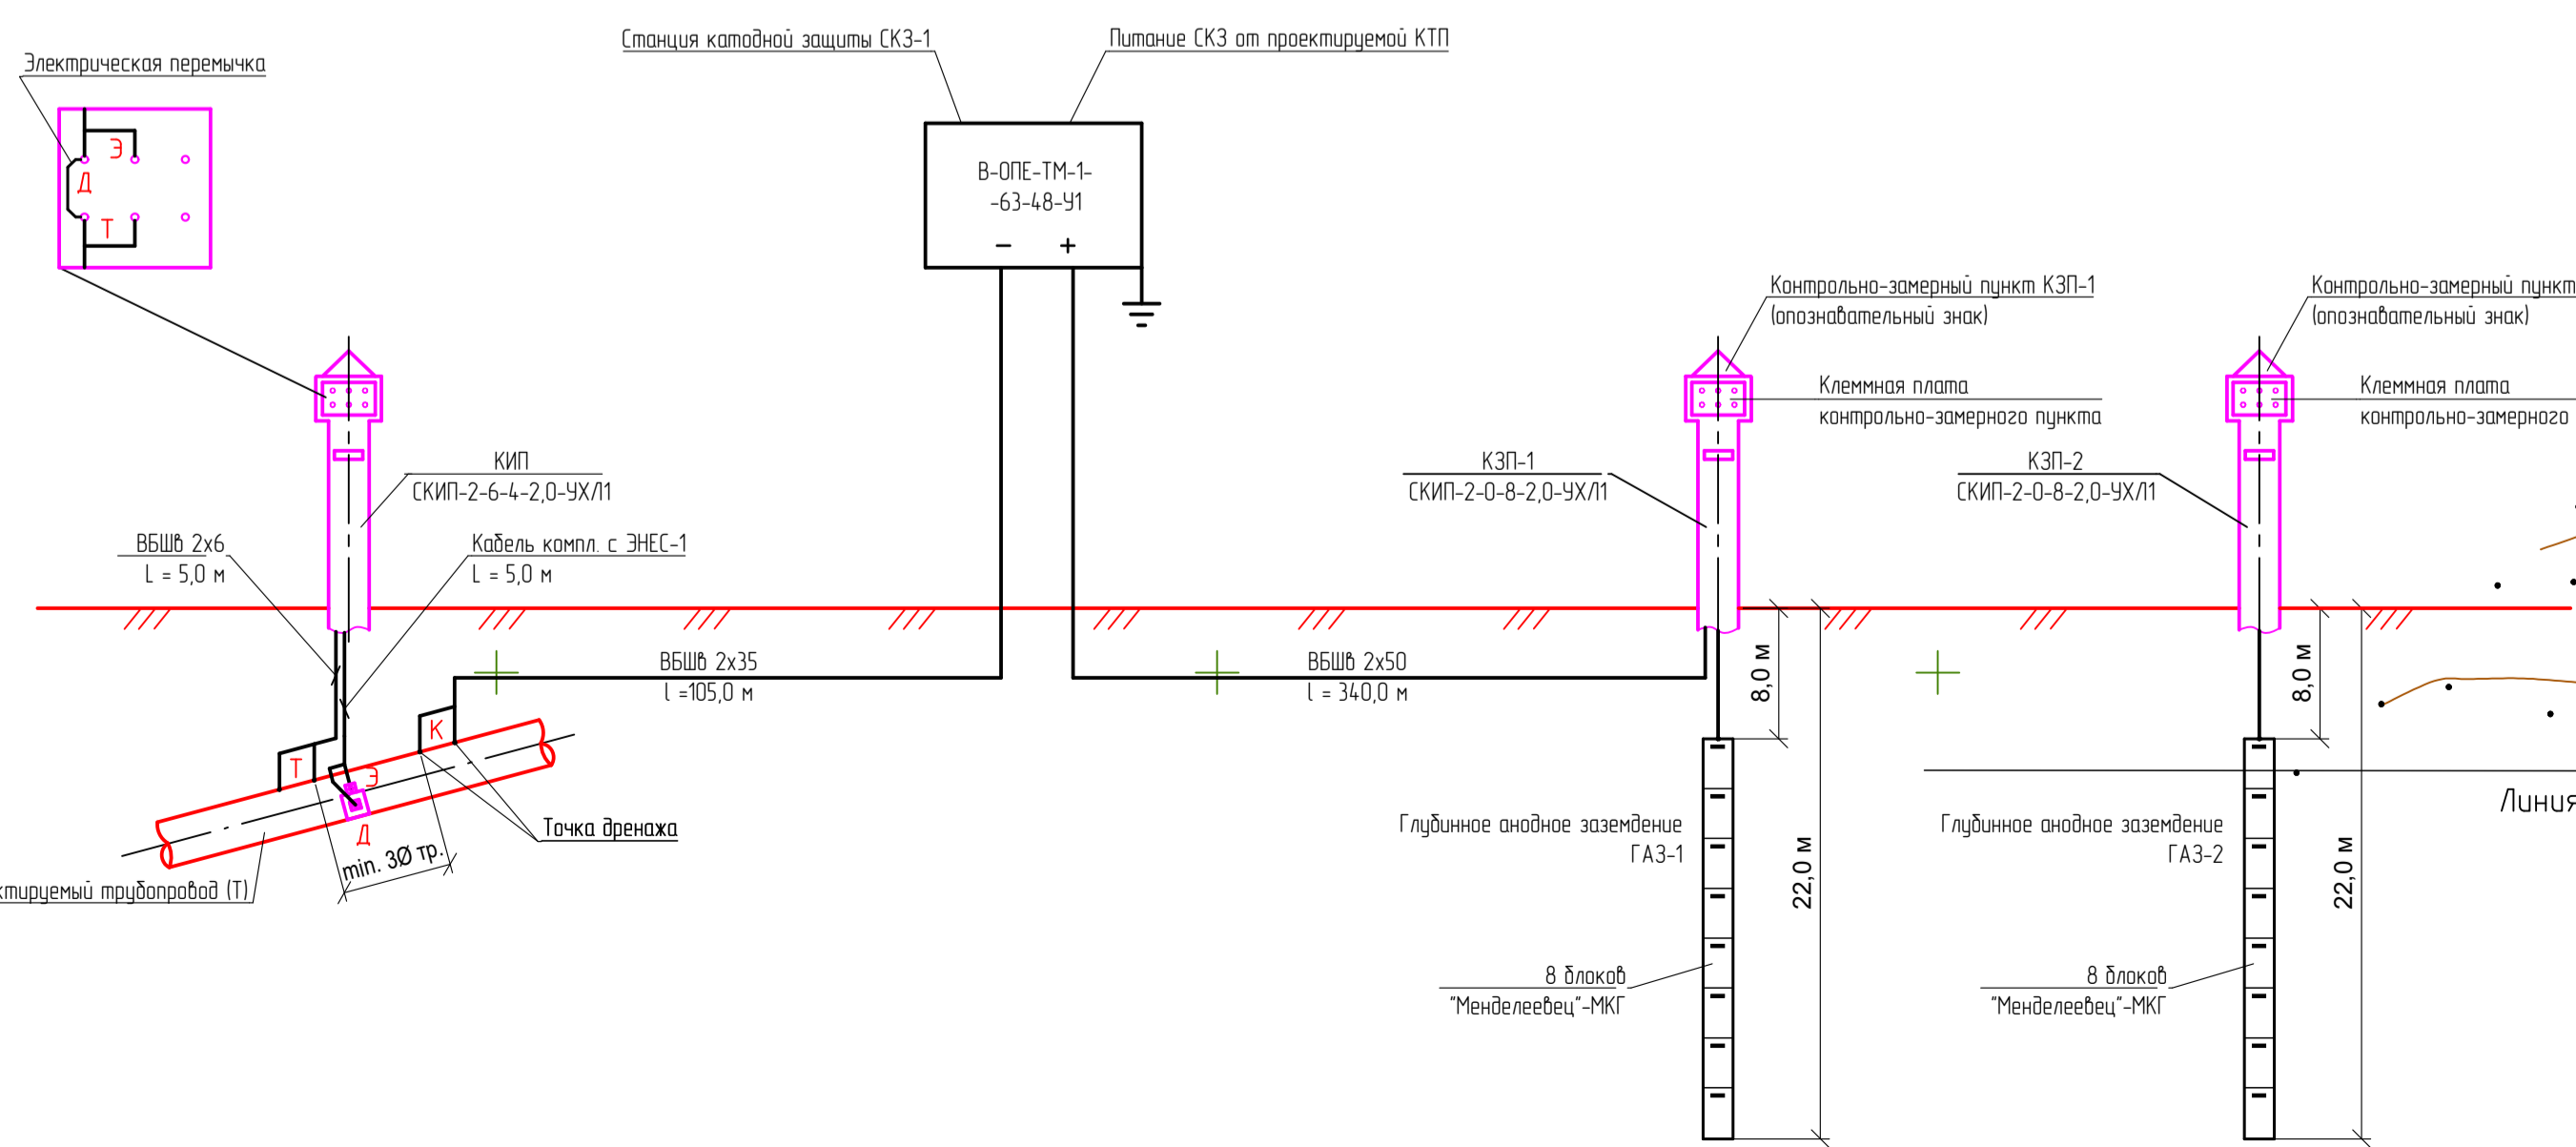 Электрическая перемычка
Станция катодной защиты СКЗ-1
Питание СКЗ от проектируемой КТП
Э
Д
Т
В-ОПЕ-ТМ-1-
-63-48-У1
- +
Контрольно-замерный пункт КЗП-1
(опознавательный знак)
Контрольно-замерный пункт
(опознавательный знак)
Клеммная плата
контрольно-замерного пункта
Клеммная плата
контрольно-замерного
КИП
СКИП-2-6-4-2,0-УХЛ1
КЗП-1
СКИП-2-0-8-2,0-УХЛ1
КЗП-2
СКИП-2-0-8-2,0-УХЛ1
ВБШв 2х6
L = 5,0 м
Кабель компл. с ЭНЕС-1
L = 5,0 м
ВБШв 2х35
l =105,0 м
ВБШв 2х50
l = 340,0 м
8,0 м
8,0 м
К
Т
Э
Д
Точка дренажа
min. 3Ø тр.
ктируемый трубопровод (Т)
Линия
Глубинное анодное заземдение
ГАЗ-1
22,0 м
Глубинное анодное заземдение
ГАЗ-2
22,0 м
8 блоков
"Менделеевец"-МКГ
8 блоков
"Менделеевец"-МКГ